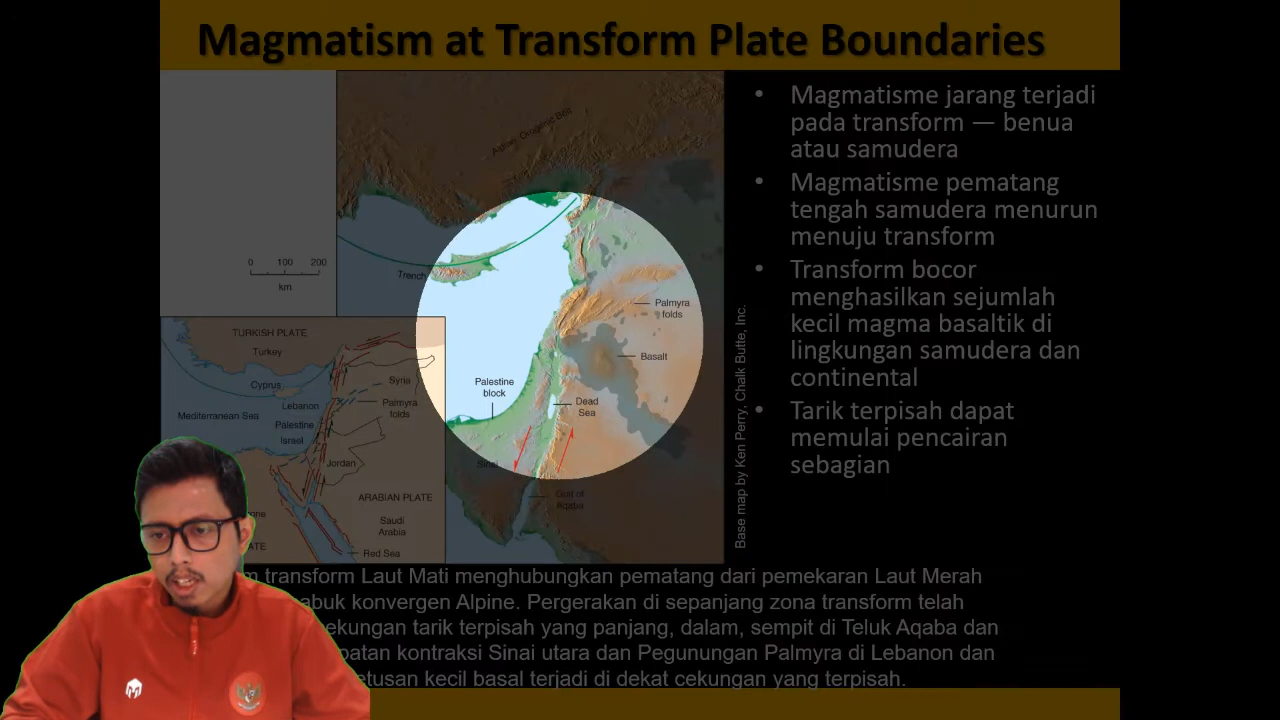 Magmatism at Transform Plate Boundaries
• Magmatisme jarang terjadi
pada transform — benua
atau samudera
• Magmatisme pematang
tengah samudera menurun
menuju transform
• Transform bocor
menghasilkan sejumlah
kecil magma basaltik di
lingkungan samudera dan
continental
• Tarik terpisah dapat
memulai pencairan
sebagian
Alpine Orogenic Belt
0 100 200
km
Trench
Palmyra
folds
Basalt
Palestine
block
Dead
Sea
Sinai
Gulf of
Aqaba
Base map by Ken Perry, Chalk Butte, Inc.
TURKISH PLATE
Turkey
Cyprus
Syria
Lebanon
Palmyra
folds
Mediterranean Sea
Palestine
Israel
Jordan
ARABIAN PLATE
Saudi
Arabia
Red Sea
transform Laut Mati menghubungkan pematang dari pemekaran Laut Merah
konvergen Alpine. Pergerakan di sepanjang zona transform telah
tarik terpisah yang panjang, dalam, sempit di Teluk Aqaba dan
kontraksi Sinai utara dan Pegunungan Palmyra di Lebanon dan
kecil basal terjadi di dekat cekungan yang terpisah.